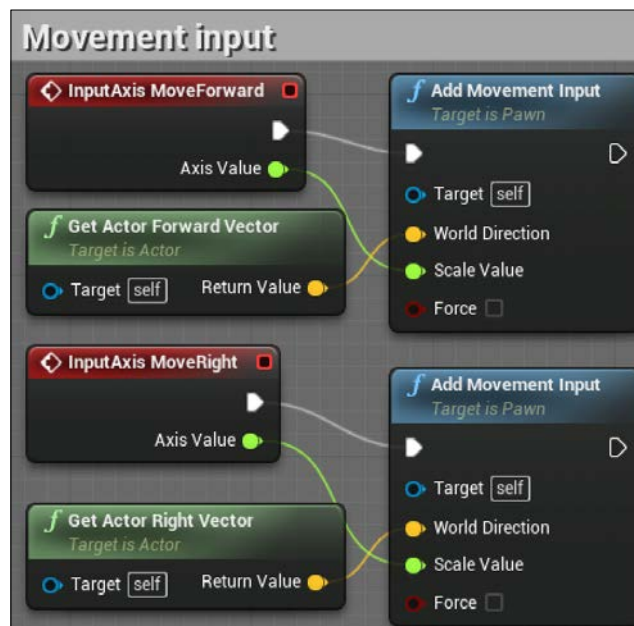 Movement input
InputAxis MoveForward
Axis Value
Add Movement Input
Target is Pawn
Target self
World Direction
Scale Value
Force
Get Actor Forward Vector
Target is Actor
Target self Return Value
InputAxis MoveRight
Axis Value
Add Movement Input
Target is Pawn
Target self
World Direction
Scale Value
Force
Get Actor Right Vector
Target is Actor
Target self Return Value